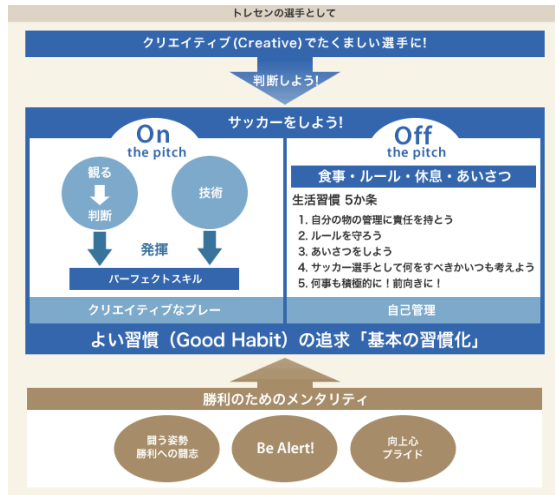 トレセンの選手として
クリエイティブ(Creative)でたくましい選手に!
判断しよう!
サッカーをしよう!
On
the pitch
観る
判断
技術
発揮
パーフェクトスキル
クリエイティブなプレー
Off
the pitch
食事・ルール・休息・あいさつ
生活習慣 5か条
1. 自分の物の管理に責任を持とう
2. ルールを守ろう
3. あいさつをしよう
4. サッカー選手として何をすべきかいつも考えよう
5. 何事も積極的に!前向きに!
自己管理
よい習慣（Good Habit）の追求「基本の習慣化」
勝利のためのメンタリティ
闘う姿勢
勝利への闘志
Be Alert!
向上心
プライド